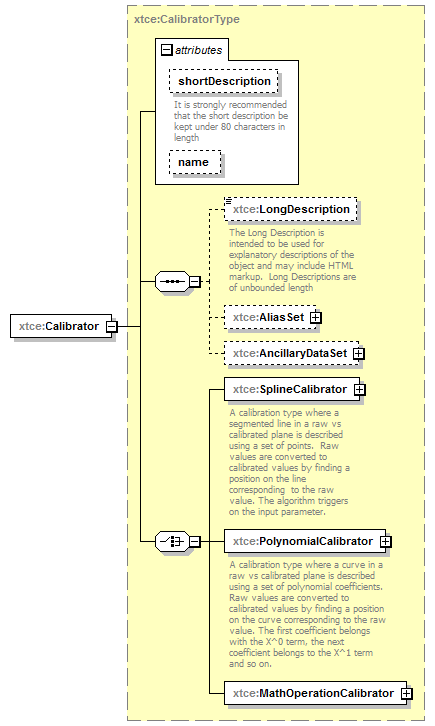 xtce:CalibratorType
attributes
shortDescription
It is strongly recommended
that the short description be
kept under 80 characters in
length
name
xtce:LongDescription
The Long Description is
intended to be used for
explanatory descriptions of the
object and may include HTML
markup.  Long Descriptions are
of unbounded length
xtce:AliasSet
xtce:Calibrator
xtce:AncillaryDataSet
xtce:SplineCalibrator
A calibration type where a
segmented line in a raw vs
calibrated plane is described
using a set of points.  Raw
values are converted to
calibrated values by finding a
position on the line
corresponding  to the raw
value. The algorithm triggers
on the input parameter.
xtce:PolynomialCalibrator
A calibration type where a curve in a
raw vs calibrated plane is described
using a set of polynomial coefficients.
Raw values are converted to
calibrated values by finding a position
on the curve corresponding to the raw
value. The first coefficient belongs
with the X^0 term, the next
coefficient belongs to the X^1 term
and so on.
xtce:MathOperationCalibrator